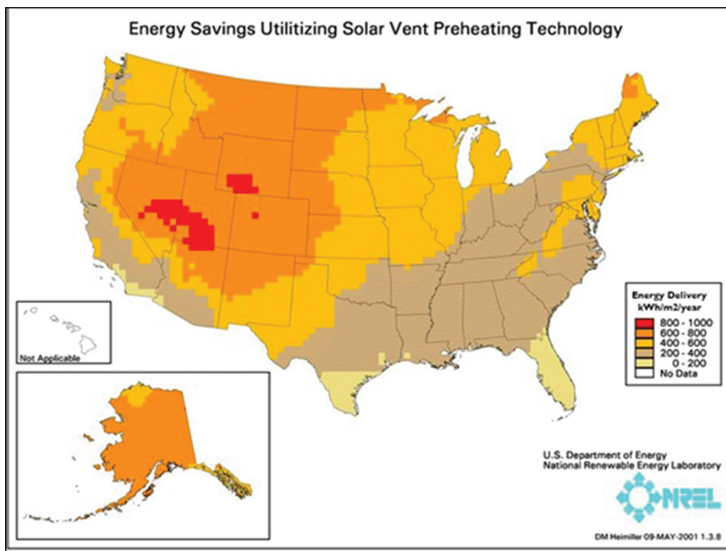 Energy Savings Utilitizing Solar Vent Preheating Technology
Energy Delivery
kWh/m2/year
800 - 1000
600 - 800
400 - 600
200 - 400
0 - 200
No Data
Not Applicable
U.S. Department of Energy
National Renewable Energy Laboratory
NREL
DM Heimiller 09-MAY-2001 1.3.8